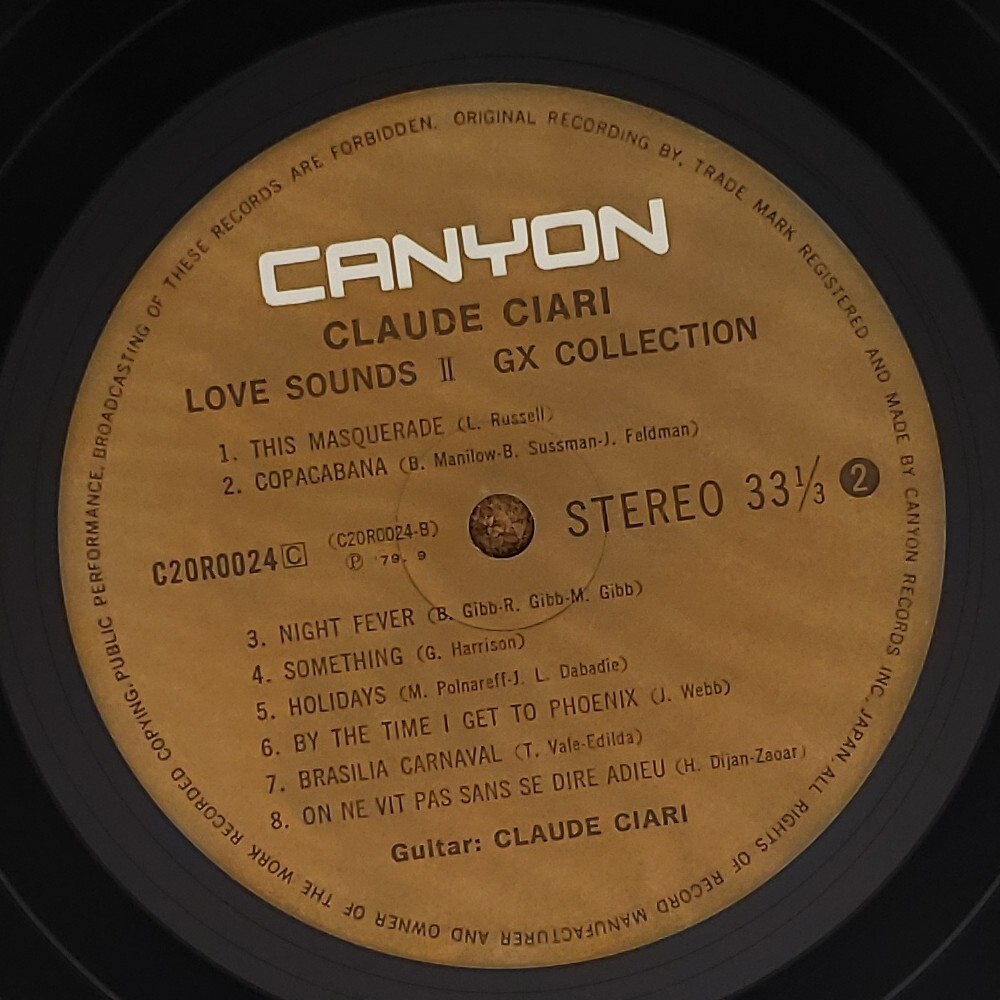 CANYON
CLAUDE CIARI
LOVE SOUNDS II GX COLLECTION
1. THIS MASQUERADE (L. Russell)
2. COPACABANA (B. Manilow-B. Sussman-J. Feldman)
STEREO 33⅓ 2
C20R0024 C
(C20R0024-B)
Ⓟ '79. 9
3. NIGHT FEVER (B. Gibb-R. Gibb-M. Gibb)
4. SOMETHING (G. Harrison)
5. HOLIDAYS (M. Polnareff-J. L. Dabadie)
6. BY THE TIME I GET TO PHOENIX (J. Webb)
7. BRASILIA CARNAVAL (T. Vale-Edilda)
8. ON NE VIT PAS SANS SE DIRE ADIEU (H. Dijan-Zaoar)
Guitar: CLAUDE CIARI
ORIGINAL RECORDING BY, TRADE MARK REGISTERED AND MADE BY CANYON RECORDS INC. JAPAN. ALL RIGHTS OF RECORD MANUFACTURER AND OWNER OF THE WORK RECORDED COPYING, PUBLIC PERFORMANCE, BROADCASTING OF THESE RECORDS ARE FORBIDDEN.